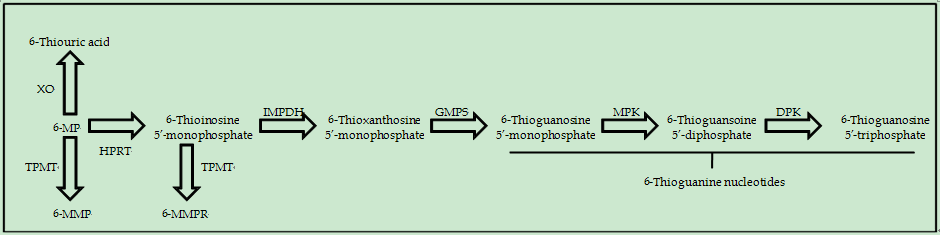 6-Thiouric acid
XO
6-MP
HPRT
TPMT
6-MMP
6-Thioinosine
5′-monophosphate
TPMT
6-MMPR
IMPDH
6-Thioxanthosine
5′-monophosphate
GMPS
6-Thioguanosine
5′-monophosphate
MPK
6-Thioguansoine
5′-diphosphate
DPK
6-Thioguanosine
5′-triphosphate
6-Thioguanine nucleotides